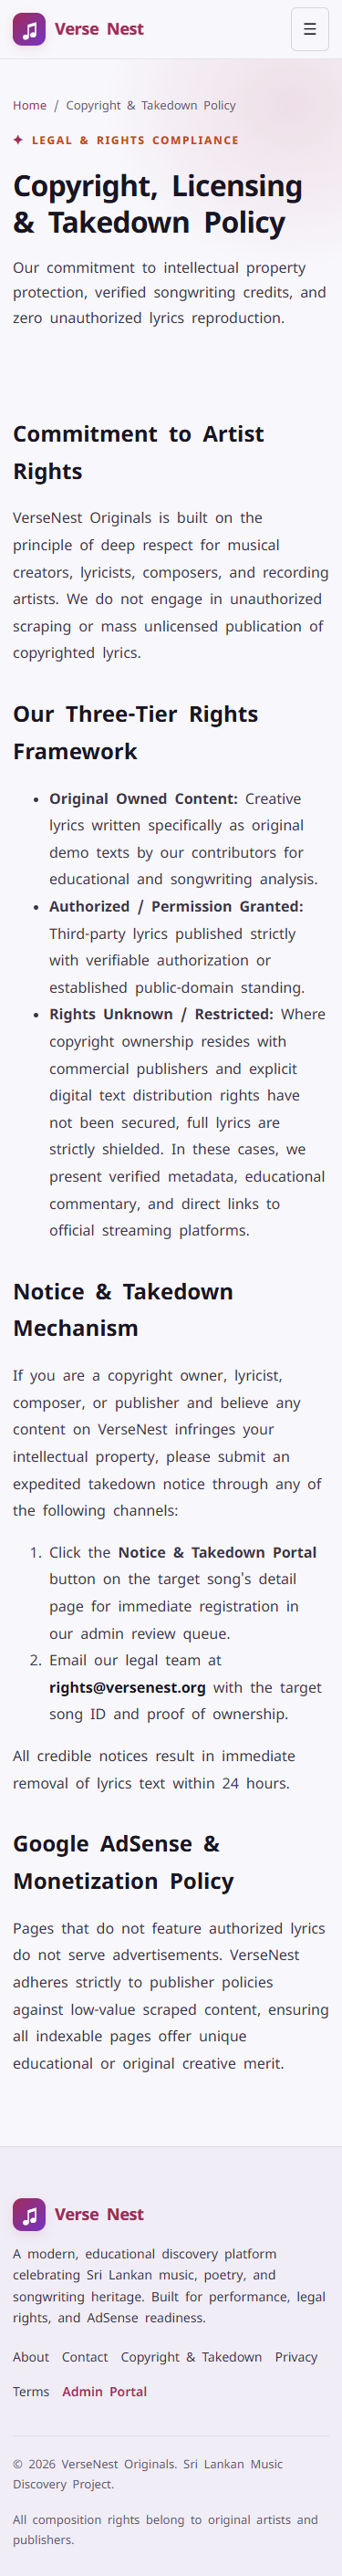 Verse Nest
☰
Home / Copyright & Takedown Policy
✦ LEGAL & RIGHTS COMPLIANCE
Copyright, Licensing
& Takedown Policy
Our commitment to intellectual property
protection, verified songwriting credits, and
zero unauthorized lyrics reproduction.
Commitment to Artist
Rights
VerseNest Originals is built on the
principle of deep respect for musical
creators, lyricists, composers, and recording
artists. We do not engage in unauthorized
scraping or mass unlicensed publication of
copyrighted lyrics.
Our Three-Tier Rights
Framework
• Original Owned Content: Creative
lyrics written specifically as original
demo texts by our contributors for
educational and songwriting analysis.
• Authorized / Permission Granted:
Third-party lyrics published strictly
with verifiable authorization or
established public-domain standing.
• Rights Unknown / Restricted: Where
copyright ownership resides with
commercial publishers and explicit
digital text distribution rights have
not been secured, full lyrics are
strictly shielded. In these cases, we
present verified metadata, educational
commentary, and direct links to
official streaming platforms.
Notice & Takedown
Mechanism
If you are a copyright owner, lyricist,
composer, or publisher and believe any
content on VerseNest infringes your
intellectual property, please submit an
expedited takedown notice through any of
the following channels:
1. Click the Notice & Takedown Portal
button on the target song's detail
page for immediate registration in
our admin review queue.
2. Email our legal team at
rights@versenest.org with the target
song ID and proof of ownership.
All credible notices result in immediate
removal of lyrics text within 24 hours.
Google AdSense &
Monetization Policy
Pages that do not feature authorized lyrics
do not serve advertisements. VerseNest
adheres strictly to publisher policies
against low-value scraped content, ensuring
all indexable pages offer unique
educational or original creative merit.
Verse Nest
A modern, educational discovery platform
celebrating Sri Lankan music, poetry, and
songwriting heritage. Built for performance, legal
rights, and AdSense readiness.
About Contact Copyright & Takedown Privacy
Terms Admin Portal
© 2026 VerseNest Originals. Sri Lankan Music
Discovery Project.
All composition rights belong to original artists and
publishers.